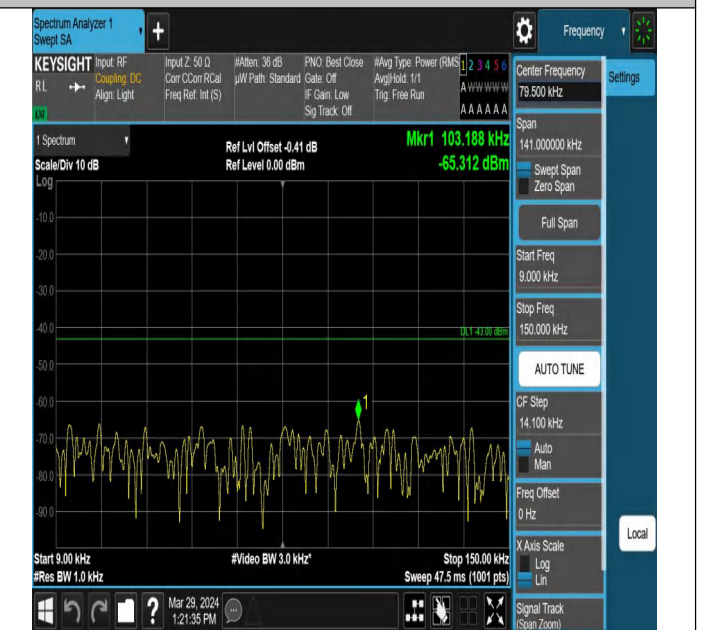 Spectrum Analyzer 1
Swept SA
+
Frequency
KEYSIGHT
RL
LXI
Input: RF
Coupling: DC
Align: Light
Input Z: 50 Ω
Corr CCorr RCal
Freq Ref: Int (S)
#Atten: 36 dB
µW Path: Standard
PNO: Best Close
Gate: Off
IF Gain: Low
Sig Track: Off
#Avg Type: Power (RMS
Avg|Hold: 1/1
Trig: Free Run
1 2 3 4 5 6
A W W W W W
A A A A A A
Center Frequency
79.500 kHz
Settings
Span
141.000000 kHz
Swept Span
Zero Span
Full Span
Start Freq
9.000 kHz
Stop Freq
150.000 kHz
AUTO TUNE
CF Step
14.100 kHz
Auto
Man
Freq Offset
0 Hz
X Axis Scale
Log
Lin
Signal Track
(Span Zoom)
Local
1 Spectrum
Scale/Div 10 dB
Log
Ref Lvl Offset -0.41 dB
Ref Level 0.00 dBm
Mkr1 103.188 kHz
-65.312 dBm
-10.0
-20.0
-30.0
-40.0
DL1 -43.00 dBm
-50.0
-60.0
1
-70.0
-80.0
-90.0
Start 9.00 kHz
#Video BW 3.0 kHz*
Stop 150.00 kHz
#Res BW 1.0 kHz
Sweep 47.5 ms (1001 pts)
?
Mar 29, 2024
1:21:35 PM